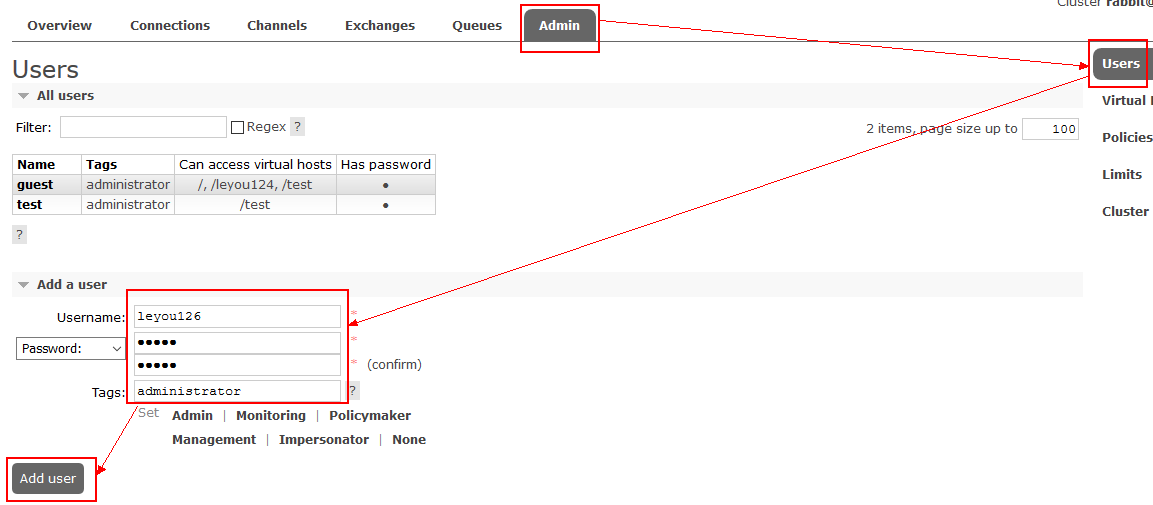 Cluster rabbit@
Overview Connections Channels Exchanges Queues Admin
Users
Users
All users
Virtual
Filter: Regex ?
2 items, page size up to 100
Policies
Name Tags Can access virtual hosts Has password
guest administrator /, /leyou124, /test ●
Limits
test administrator /test ●
Cluster
?
Add a user
Username: leyou126 *
Password: ●●●●● *
●●●●● * (confirm)
Tags: administrator ?
Set Admin | Monitoring | Policymaker
Management | Impersonator | None
Add user